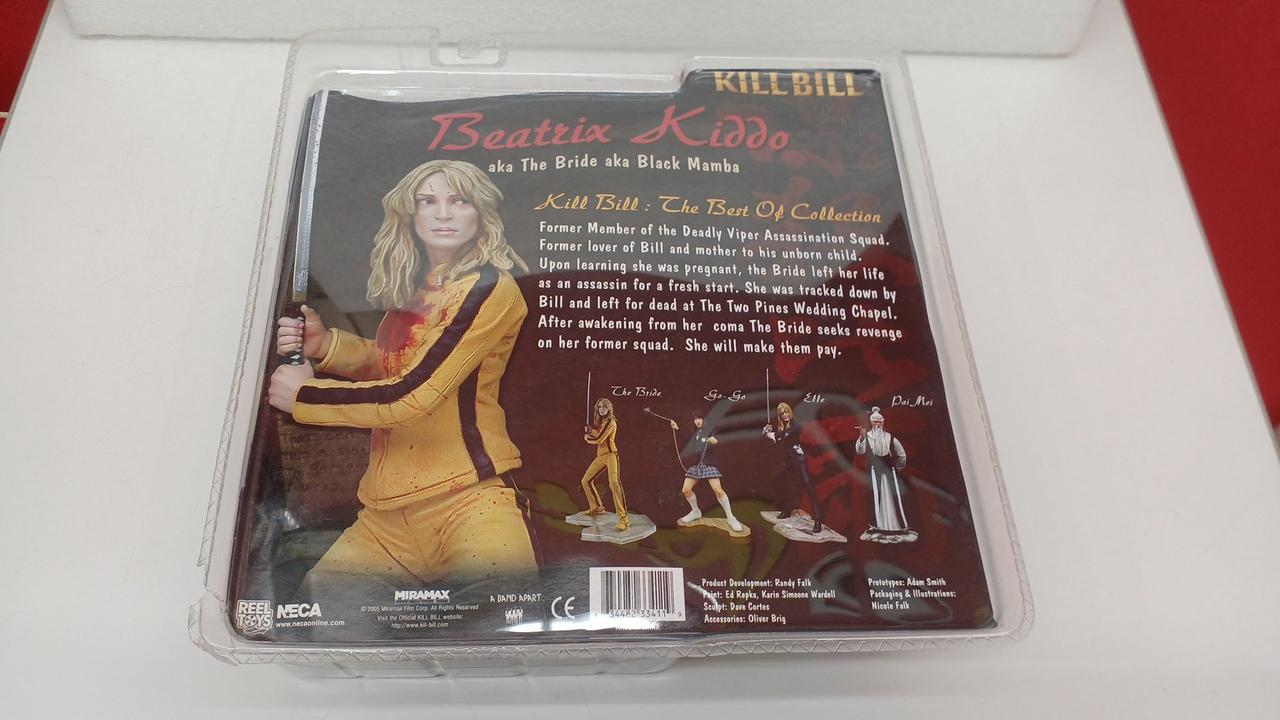 KILL BILL
Beatrix Kiddo
aka The Bride aka Black Mamba
Kill Bill : The Best Of Collection
Former Member of the Deadly Viper Assassination Squad.
Former lover of Bill and mother to his unborn child.
Upon learning she was pregnant, the Bride left her life
as an assassin for a fresh start. She was tracked down by
Bill and left for dead at The Two Pines Wedding Chapel.
After awakening from her coma The Bride seeks revenge
on her former squad. She will make them pay.
The Bride
Go-Go
Elle
Pai Mei
REEL TOYS
NECA
www.necaonline.com
MIRAMAX
© 2005 Miramax Film Corp. All Rights Reserved
Visit the Official KILL BILL website:
http://www.kill-bill.com
A BAND APART
CE
34482 33411 9
Product Development: Randy Falk
Paint: Ed Repka, Karin Simeone Wardell
Sculpt: Dave Cortes
Accessories: Oliver Brig
Prototypes: Adam Smith
Packaging & Illustrations:
Nicole Falk